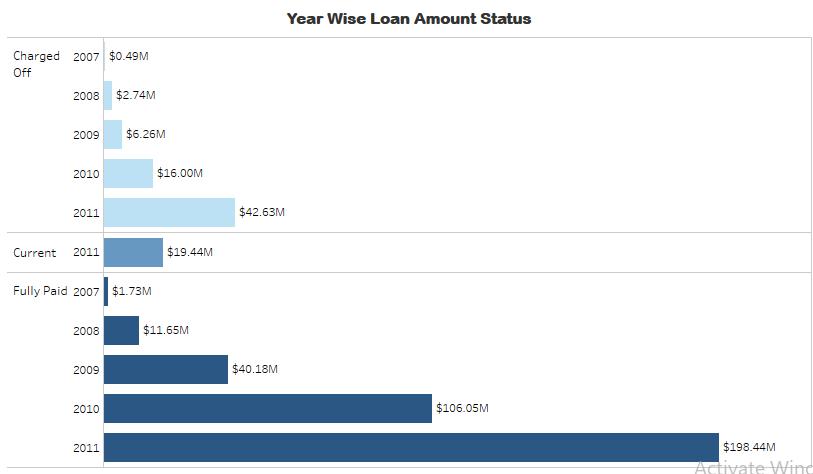 Year Wise Loan Amount Status
Charged 2007 $0.49M
Off
2008 $2.74M
2009 $6.26M
2010 $16.00M
2011 $42.63M
Current 2011 $19.44M
Fully Paid 2007 $1.73M
2008 $11.65M
2009 $40.18M
2010 $106.05M
2011 $198.44M
Activate Winc